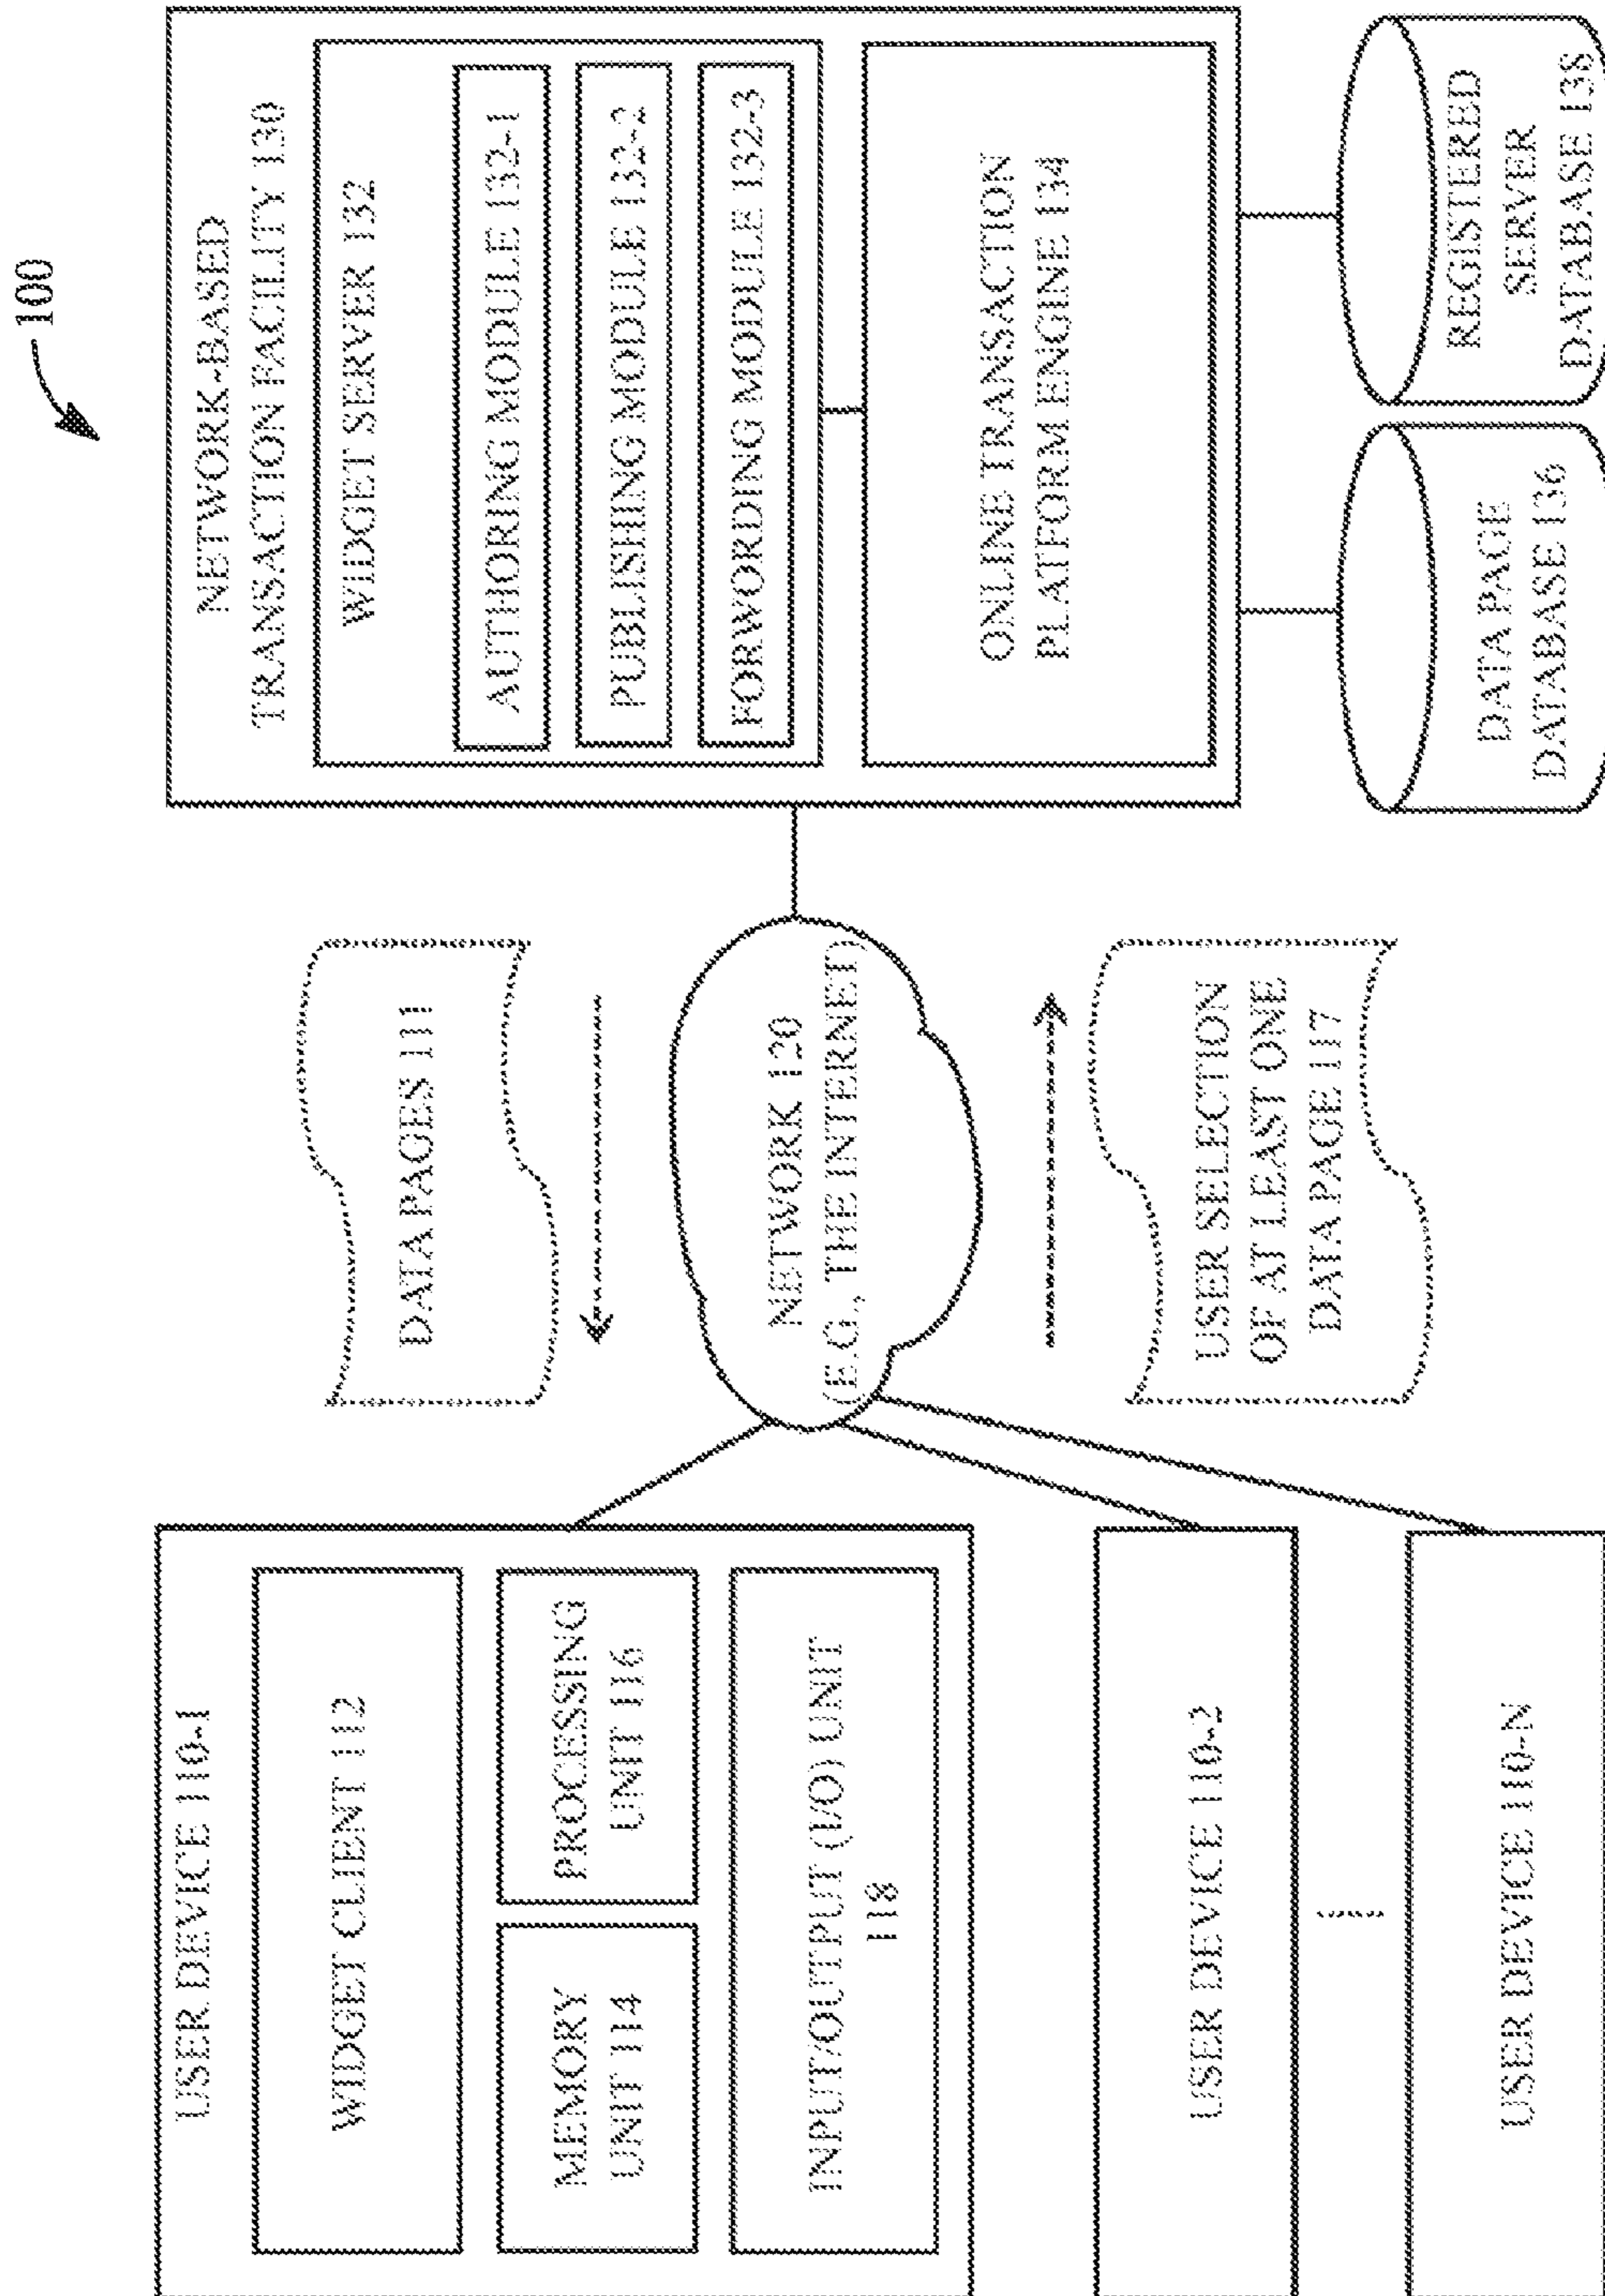 100
USER DEVICE 110-1
WIDGET CLIENT 112
MEMORY
UNIT 114
PROCESSING
UNIT 116
INPUT/OUTPUT (I/O) UNIT
118
USER DEVICE 110-2
USER DEVICE 110-N
DATA PAGES 111
NETWORK 120
(E.G., THE INTERNET)
USER SELECTION
OF AT LEAST ONE
DATA PAGE 117
NETWORK-BASED
TRANSACTION FACILITY 130
WIDGET SERVER 132
AUTHORING MODULE 132-1
PUBLISHING MODULE 132-2
FORWORDING MODULE 132-3
ONLINE TRANSACTION
PLATFORM ENGINE 134
DATA PAGE
DATABASE 136
REGISTERED
SERVER
DATABASE 138